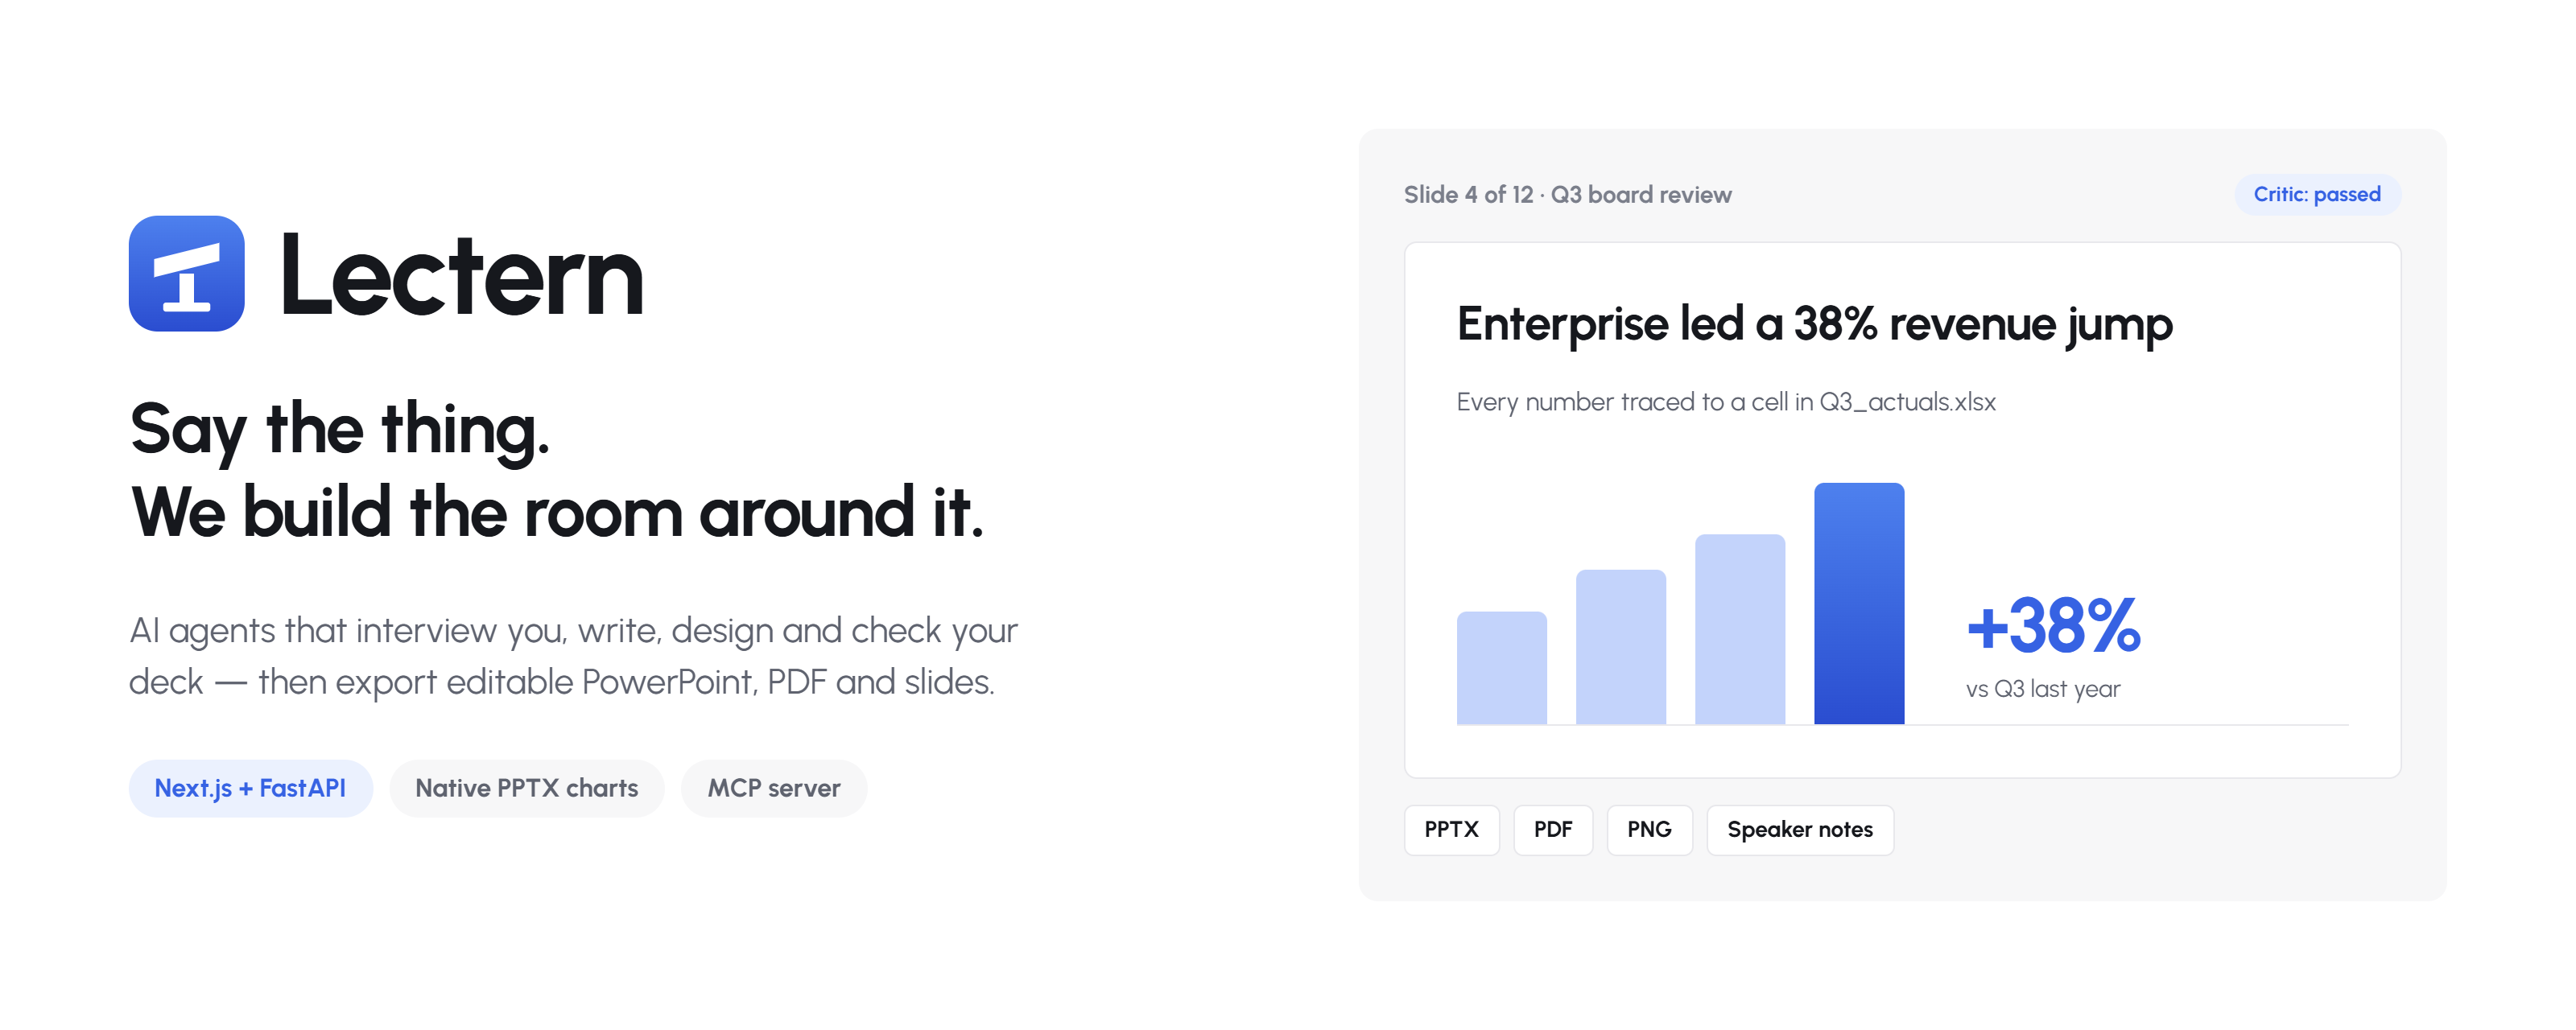 Lectern
Say the thing.
We build the room around it.
AI agents that interview you, write, design and check your
deck — then export editable PowerPoint, PDF and slides.
Next.js + FastAPI
Native PPTX charts
MCP server
Slide 4 of 12 · Q3 board review
Critic: passed
Enterprise led a 38% revenue jump
Every number traced to a cell in Q3_actuals.xlsx
+38%
vs Q3 last year
PPTX
PDF
PNG
Speaker notes